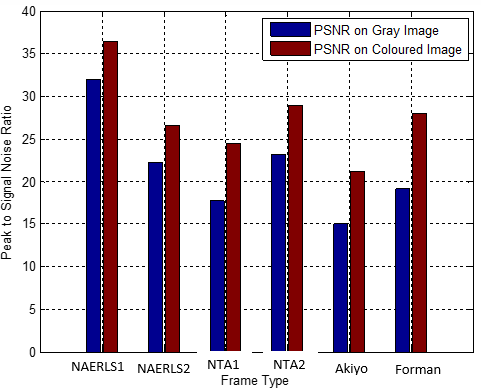 40
35
30
25
20
15
10
5
0
Peak to Signal Noise Ratio
PSNR on Gray Image
PSNR on Coloured Image
NAERLS1 NAERLS2 NTA1 NTA2 Akiyo Forman
Frame Type